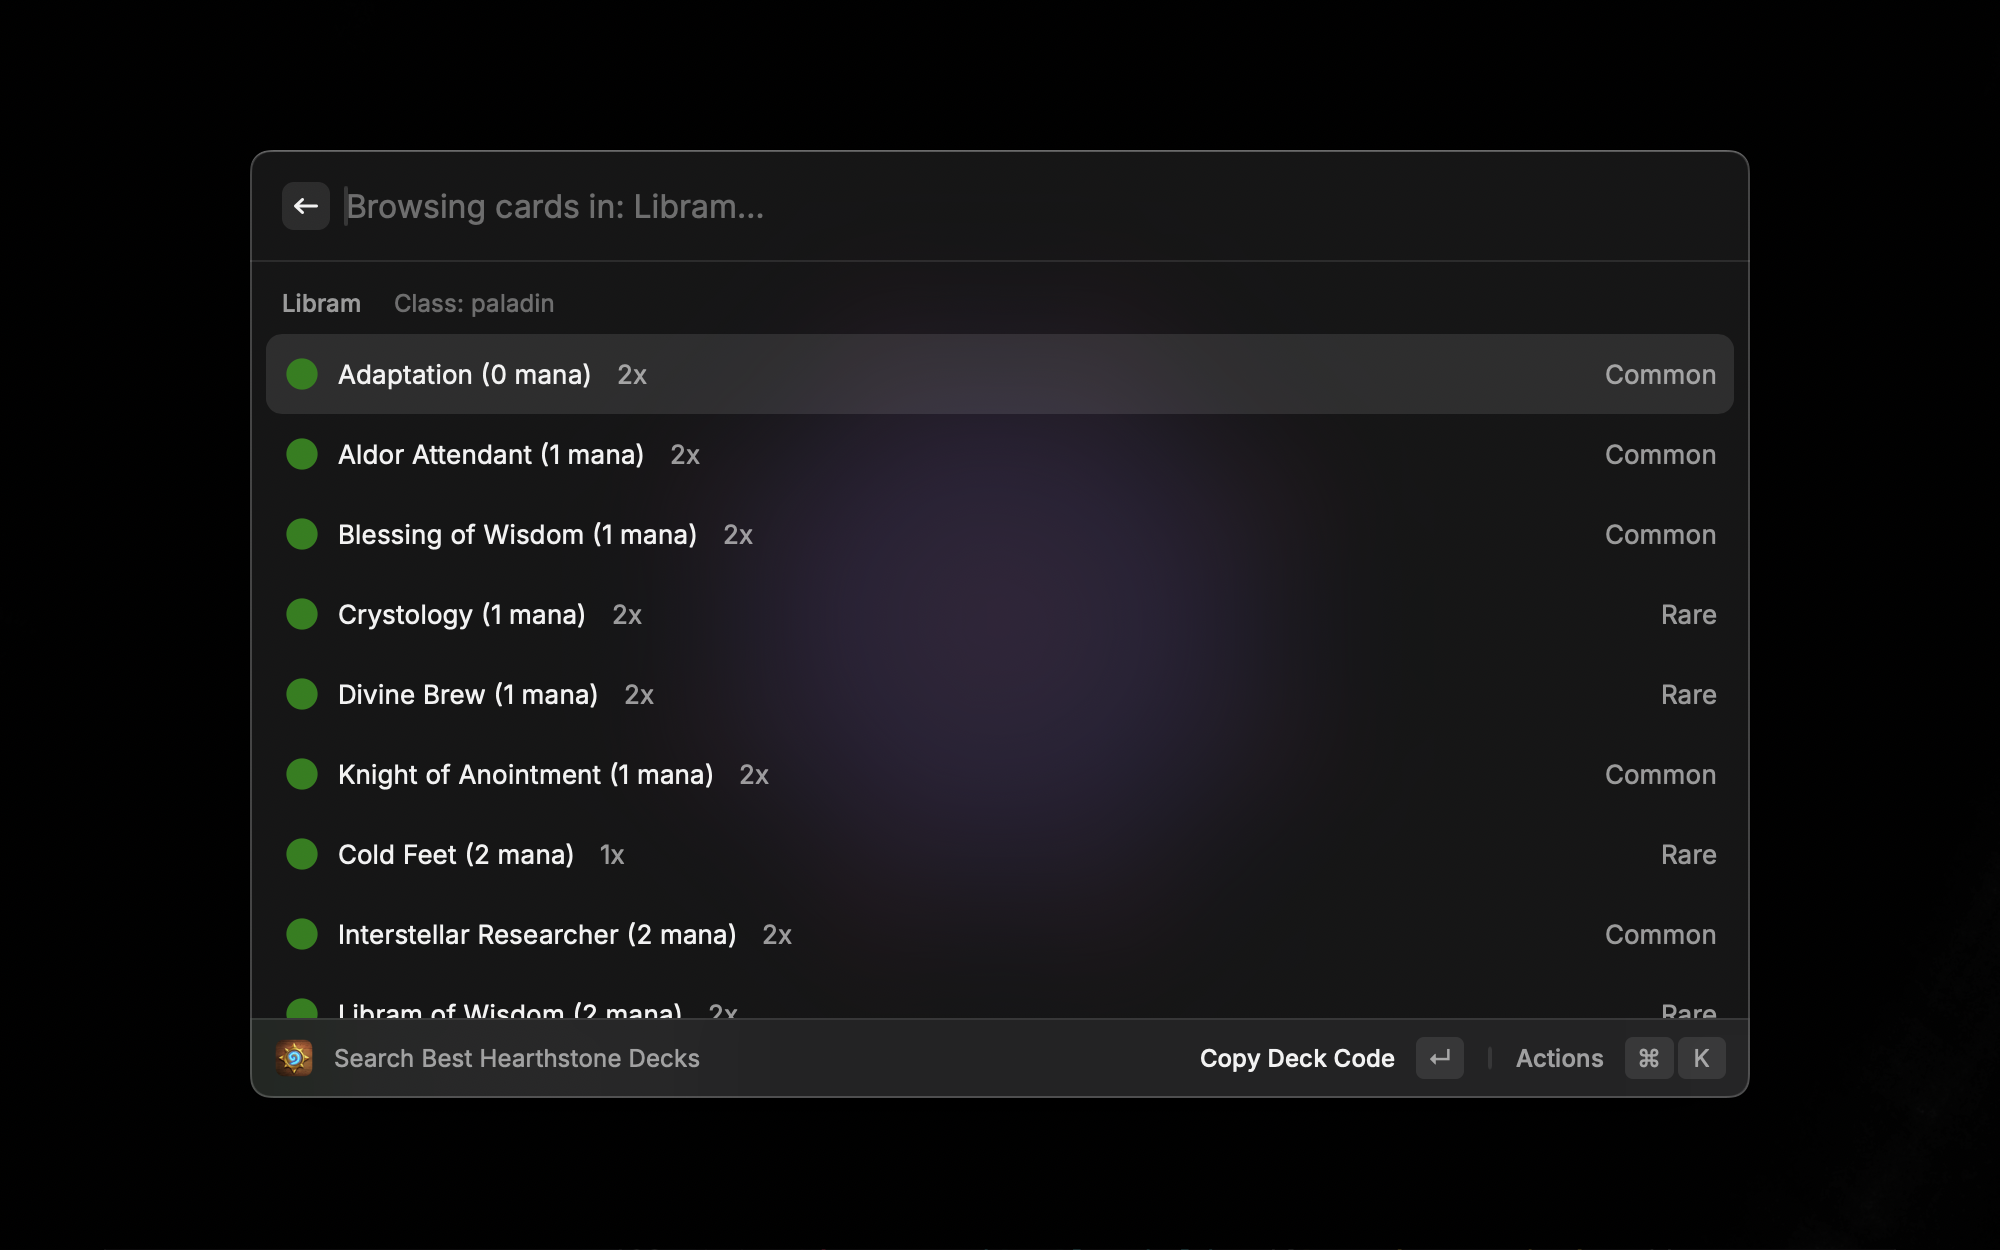 Browsing cards in: Libram...
Libram Class: paladin
Adaptation (0 mana) 2x Common
Aldor Attendant (1 mana) 2x Common
Blessing of Wisdom (1 mana) 2x Common
Crystology (1 mana) 2x Rare
Divine Brew (1 mana) 2x Rare
Knight of Anointment (1 mana) 2x Common
Cold Feet (2 mana) 1x Rare
Interstellar Researcher (2 mana) 2x Common
Libram of Wisdom (2 mana) 2x Rare
Search Best Hearthstone Decks Copy Deck Code ↵ Actions ⌘ K